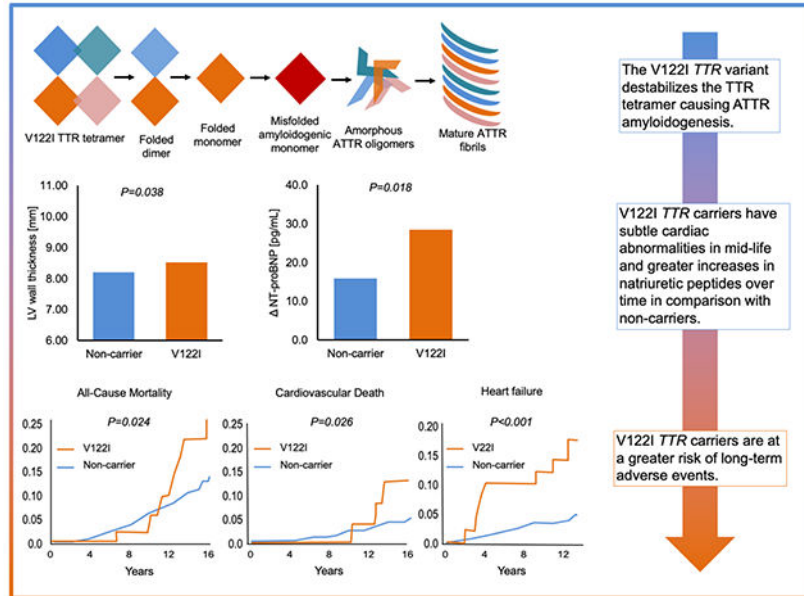 V122I TTR tetramer
Folded
dimer
Folded
monomer
Misfolded
amyloidogenic
monomer
Amorphous
ATTR oligomers
Mature ATTR
fibrils
The V122I TTR variant
destabilizes the TTR
tetramer causing ATTR
amyloidogenesis.
P=0.038
LV wall thickness [mm]
11.00
10.00
9.00
8.00
7.00
6.00
Non-carrier
V122I
P=0.018
Δ NT-proBNP [pg/mL]
40.0
30.0
20.0
10.0
0.0
Non-carrier
V122I
V122I TTR carriers have
subtle cardiac
abnormalities in mid-life
and greater increases in
natriuretic peptides over
time in comparison with
non-carriers.
All-Cause Mortality
P=0.024
0.25
0.20
0.15
0.10
0.05
0.0
V122I
Non-carrier
0 4 8 12 16
Years
Cardiovascular Death
P=0.026
0.25
0.20
0.15
0.10
0.05
0.0
V122I
Non-carrier
0 4 8 12 16
Years
Heart failure
P<0.001
0.20
0.15
0.10
0.05
0.00
V22I
Non-carrier
0 4 8 12
Years
V122I TTR carriers are at
a greater risk of long-term
adverse events.